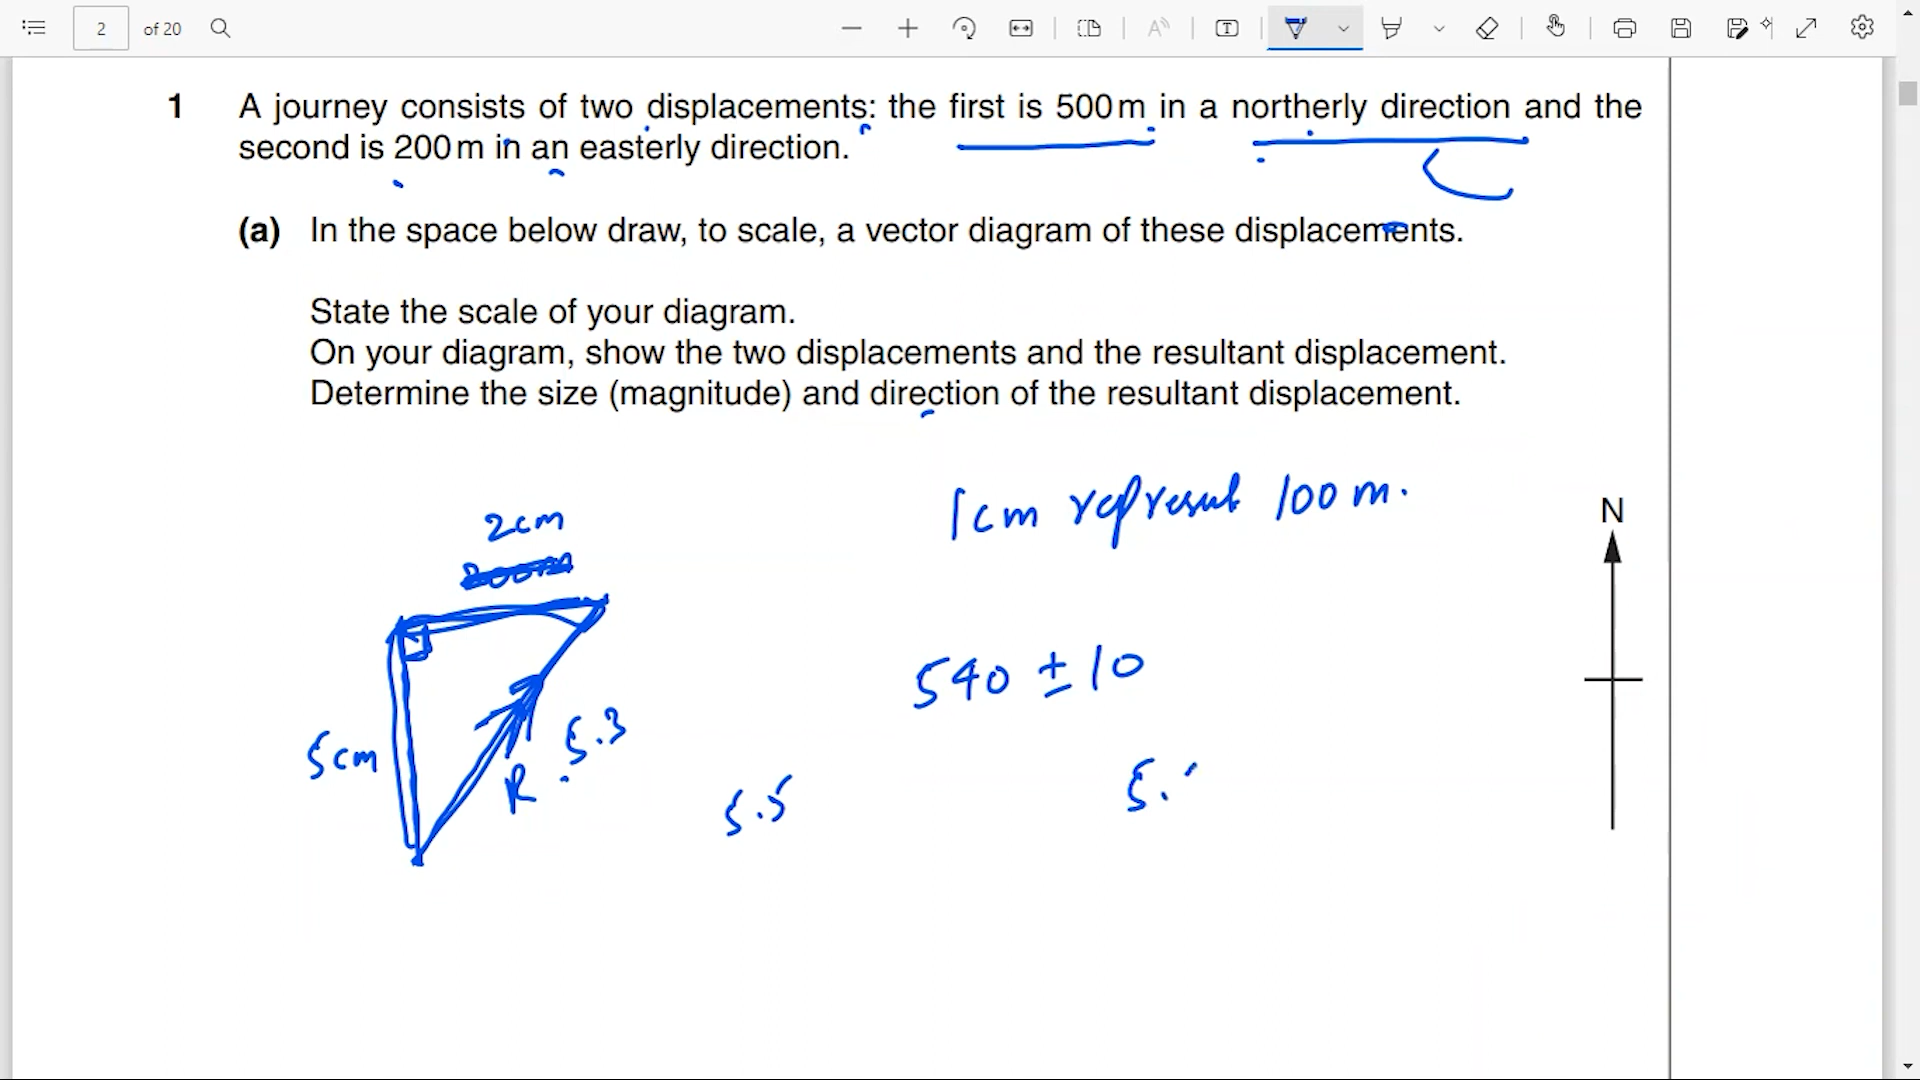 2 of 20
1 A journey consists of two displacements: the first is 500 m in a northerly direction and the
second is 200 m in an easterly direction.
(a) In the space below draw, to scale, a vector diagram of these displacements.
State the scale of your diagram.
On your diagram, show the two displacements and the resultant displacement.
Determine the size (magnitude) and direction of the resultant displacement.
1cm represent 100 m.
N
2cm
200m
540 ± 10
5cm
5.3
R
5.5
5.